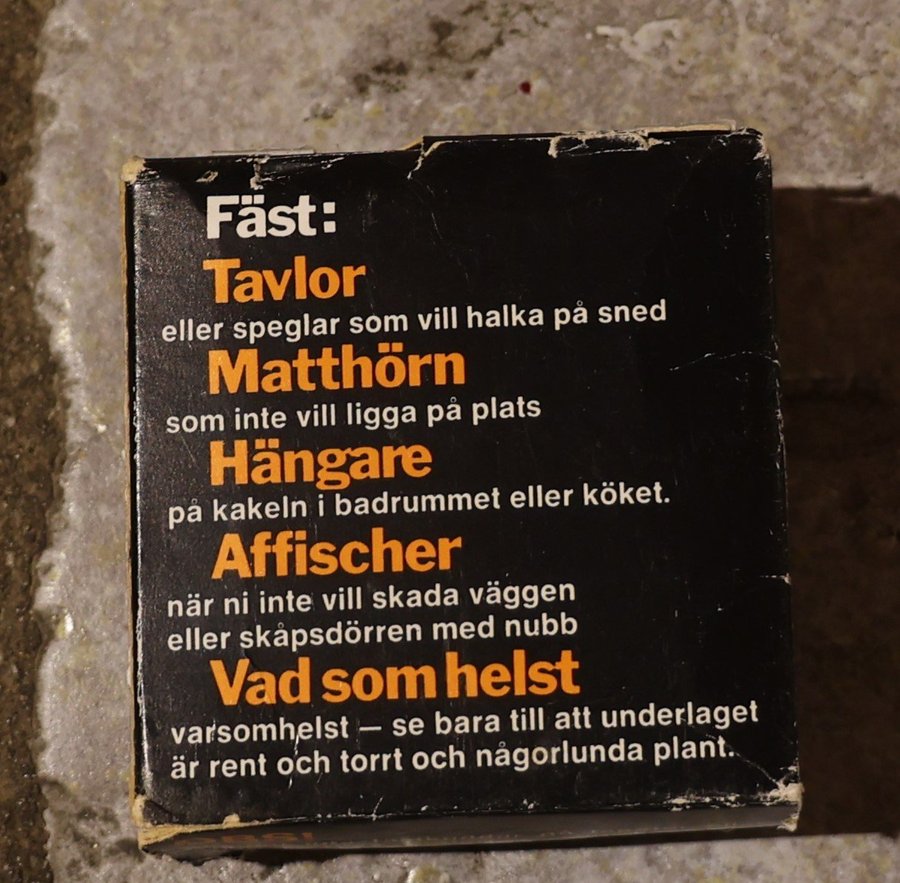 Fäst:
Tavlor
eller speglar som vill halka på sned
Matthörn
som inte vill ligga på plats
Hängare
på kakeln i badrummet eller köket.
Affischer
när ni inte vill skada väggen
eller skåpsdörren med nubb
Vad som helst
varsomhelst — se bara till att underlaget
är rent och torrt och någorlunda plant.